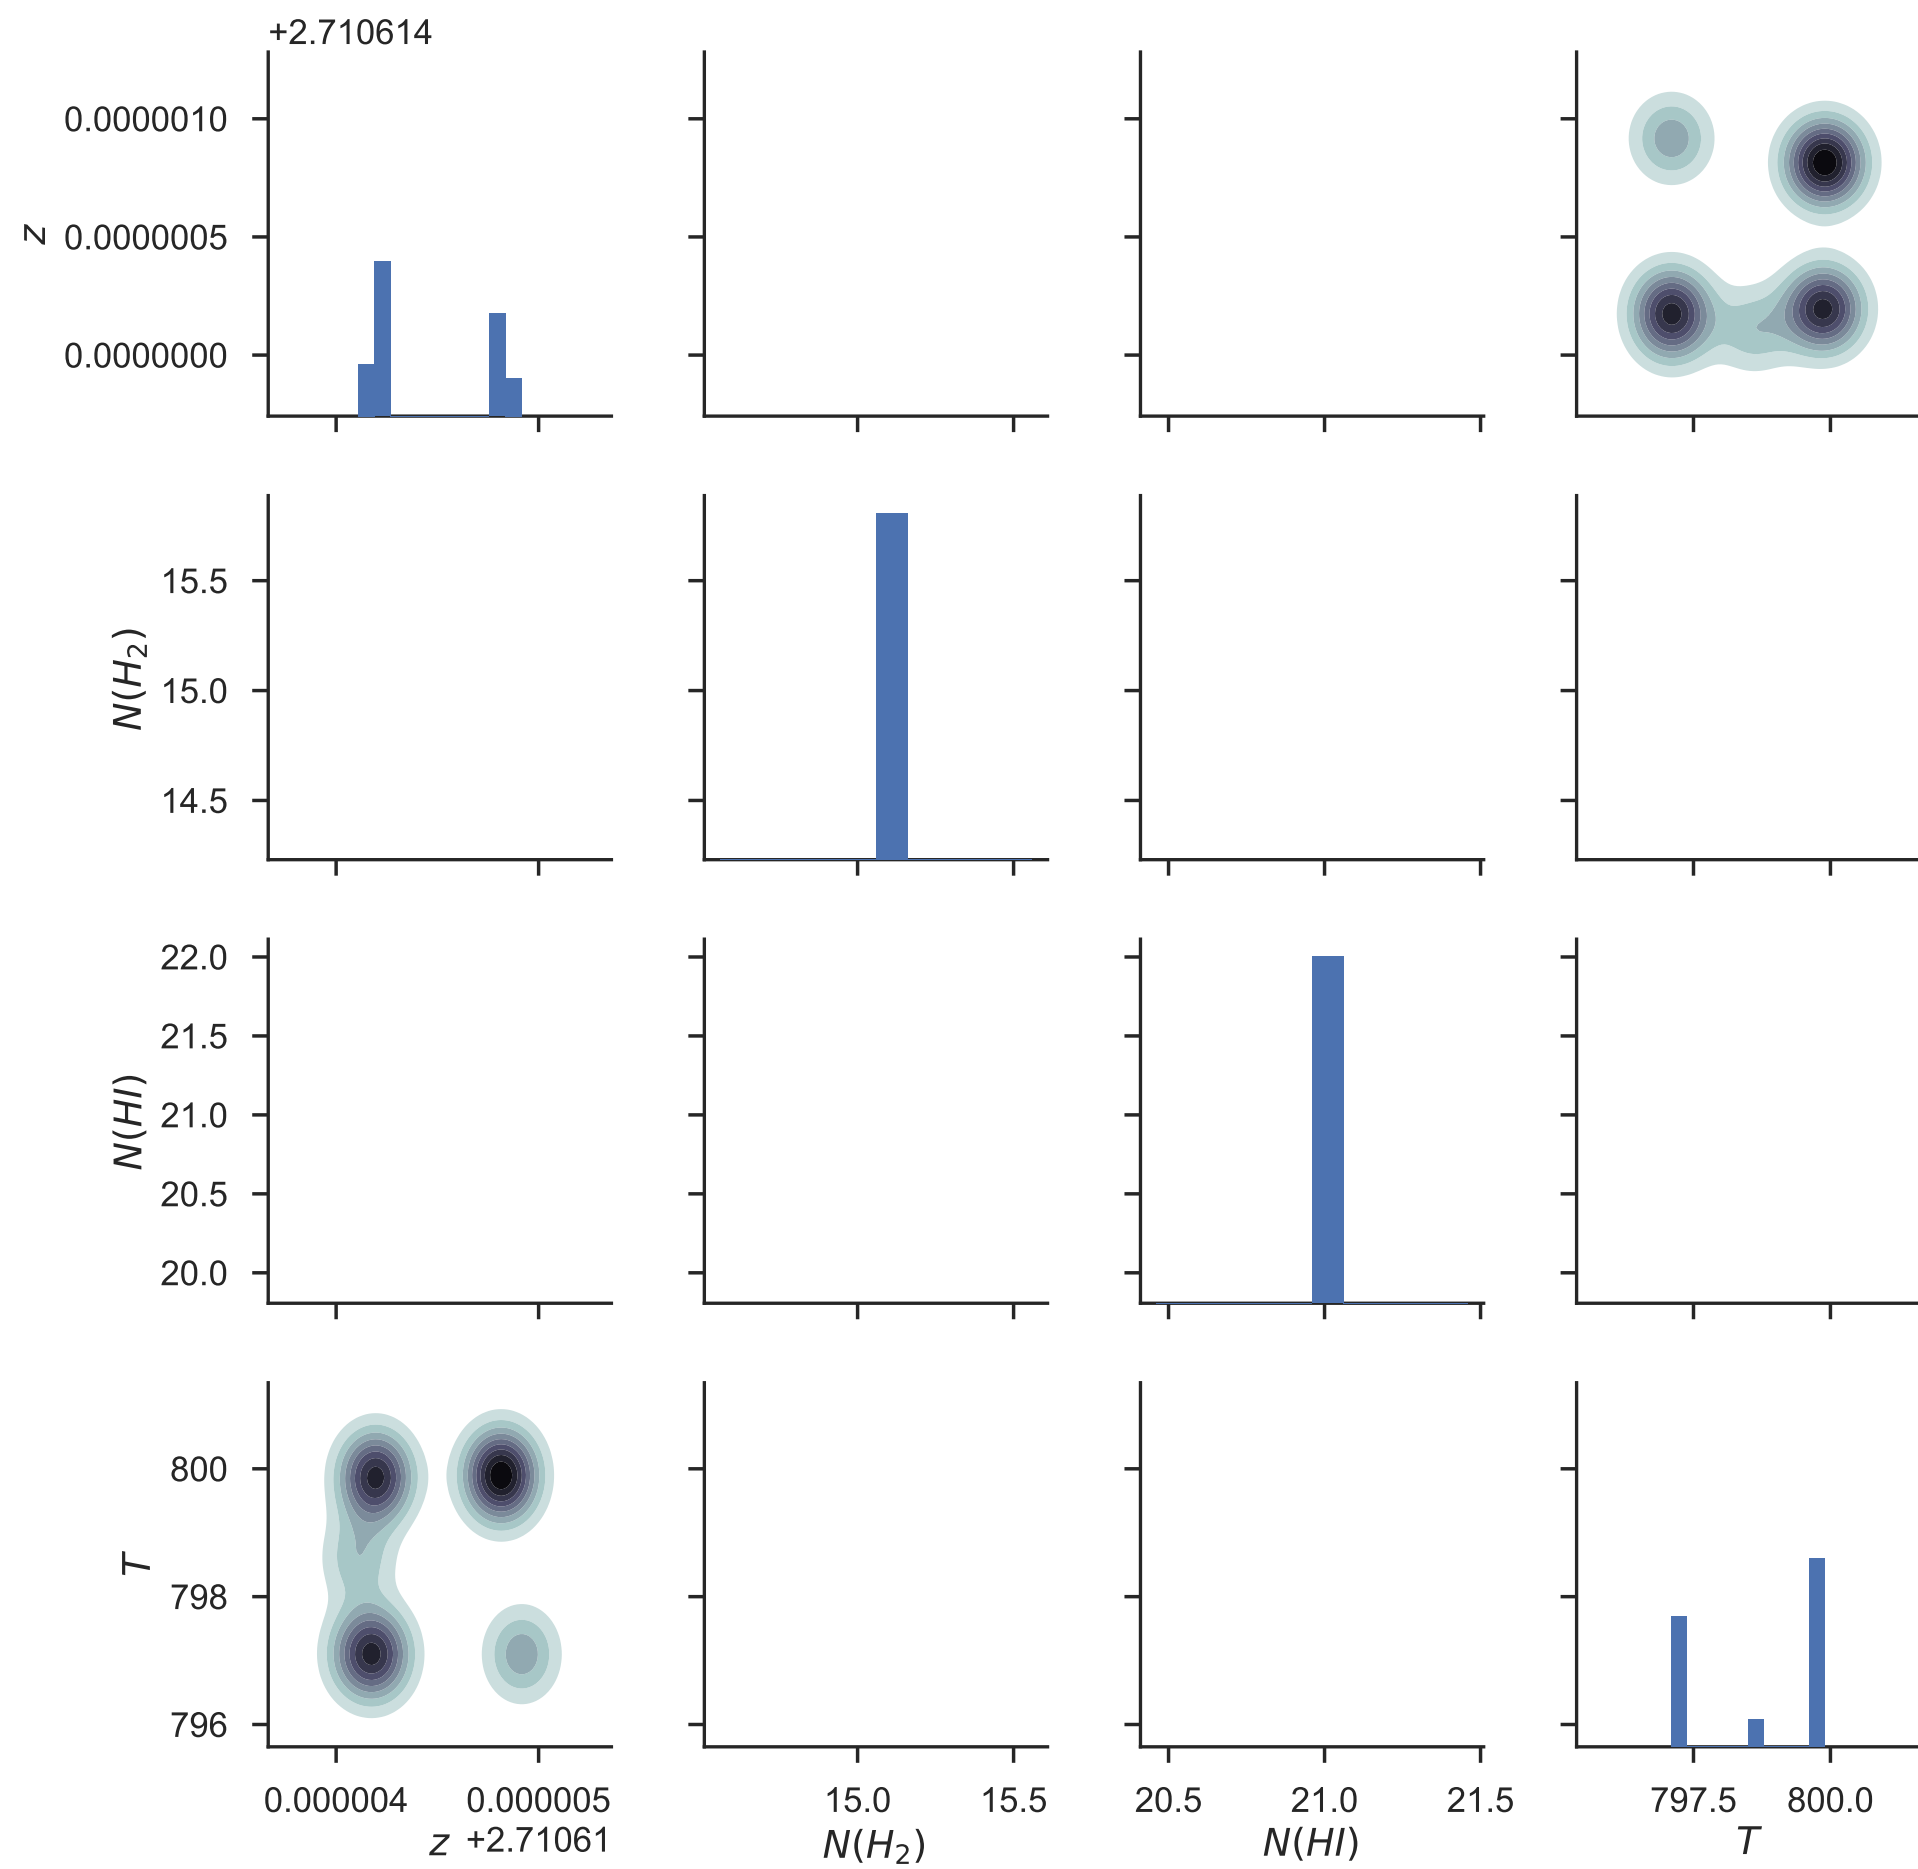 +2.710614
0.0000010
0.0000005
0.0000000
z
15.5
15.0
14.5
N(H₂)
22.0
21.5
21.0
20.5
20.0
N(HI)
800
798
796
T
0.000004 0.000005 15.0 15.5 20.5 21.0 21.5 797.5 800.0
z +2.71061 N(H₂) N(HI) T